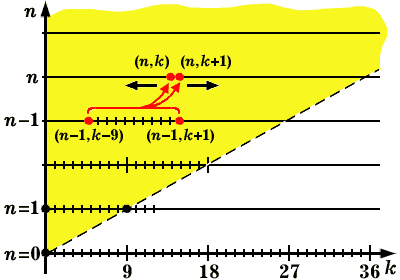 n
(n,k) (n,k+1)
n
n−1
(n−1,k−9) (n−1,k+1)
n=1
n=0
9 18 27 36 k